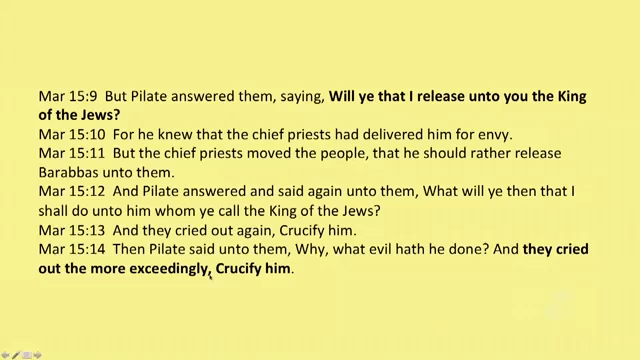 Mar 15:9  But Pilate answered them, saying, Will ye that I release unto you the King
of the Jews?
Mar 15:10  For he knew that the chief priests had delivered him for envy.
Mar 15:11  But the chief priests moved the people, that he should rather release
Barabbas unto them.
Mar 15:12  And Pilate answered and said again unto them, What will ye then that I
shall do unto him whom ye call the King of the Jews?
Mar 15:13  And they cried out again, Crucify him.
Mar 15:14  Then Pilate said unto them, Why, what evil hath he done? And they cried
out the more exceedingly, Crucify him.